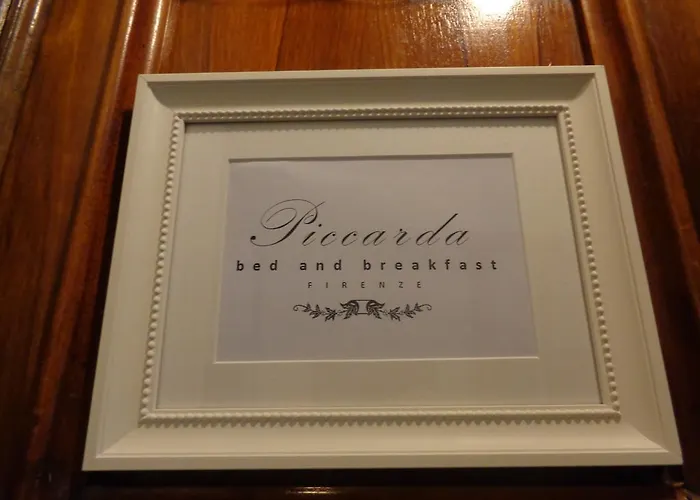 Piccarda
bed and breakfast
FIRENZE